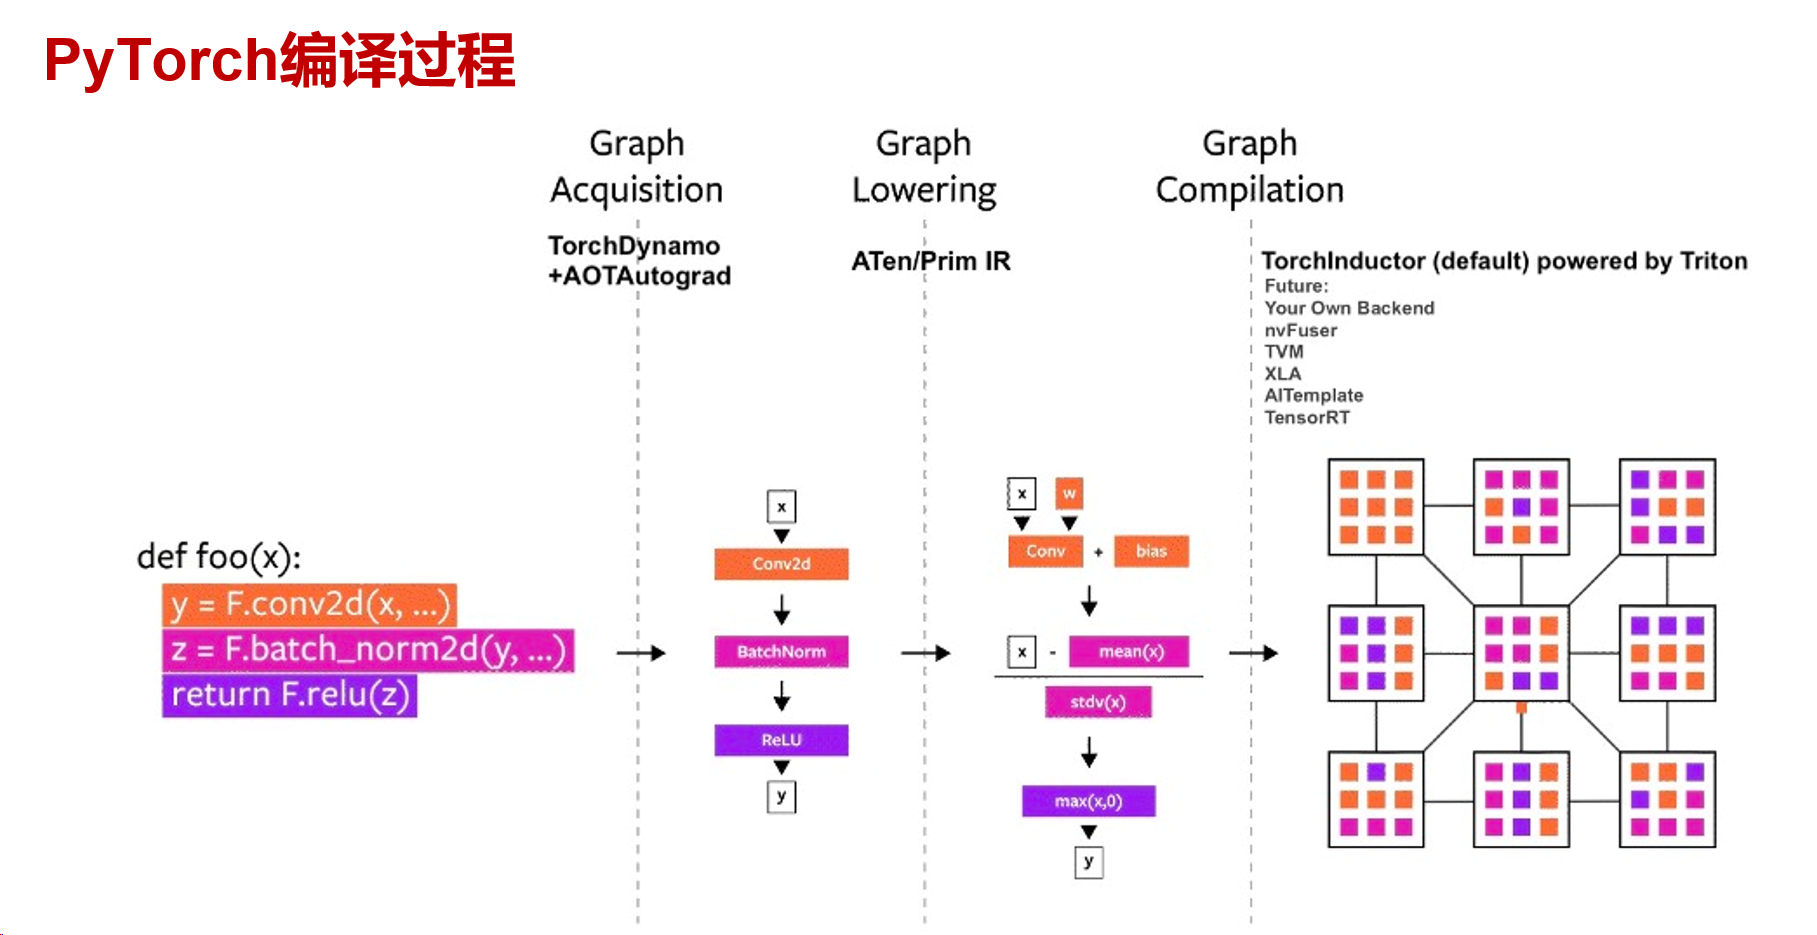 PyTorch编译过程
Graph
Acquisition
TorchDynamo
+AOTAutograd
Graph
Lowering
ATen/Prim IR
Graph
Compilation
TorchInductor (default) powered by Triton
Future:
Your Own Backend
nvFuser
TVM
XLA
AITemplate
TensorRT
def foo(x):
y = F.conv2d(x, ...)
z = F.batch_norm2d(y, ...)
return F.relu(z)
x
Conv2d
BatchNorm
ReLU
y
x w
Conv + bias
x - mean(x)
stdv(x)
max(x,0)
y